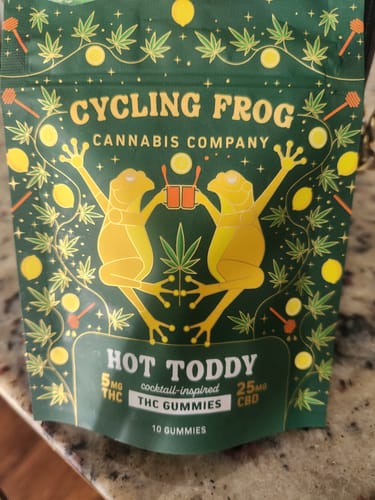 CYCLING FROG
CANNABIS COMPANY
HOT TODDY
5MG THC
cocktail-inspired
THC GUMMIES
25MG CBD
10 GUMMIES